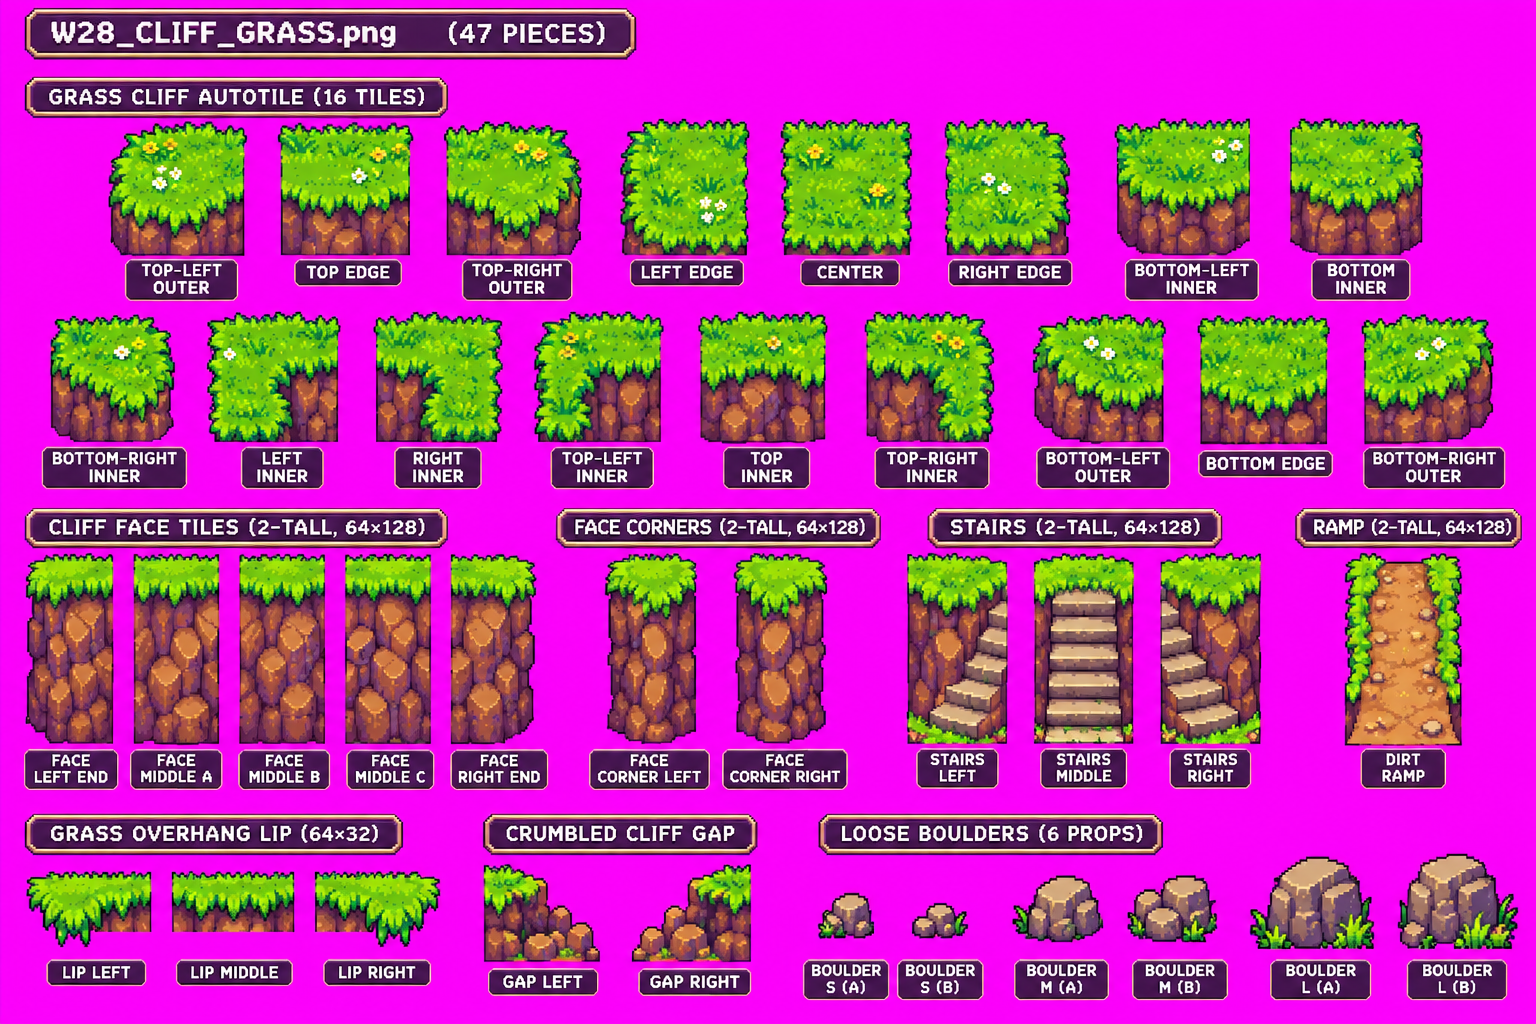 W28_CLIFF_GRASS.png (47 PIECES)
GRASS CLIFF AUTOTILE (16 TILES)
TOP-LEFT
OUTER
TOP EDGE
TOP-RIGHT
OUTER
LEFT EDGE
CENTER
RIGHT EDGE
BOTTOM-LEFT
INNER
BOTTOM
INNER
BOTTOM-RIGHT
INNER
LEFT
INNER
RIGHT
INNER
TOP-LEFT
INNER
TOP
INNER
TOP-RIGHT
INNER
BOTTOM-LEFT
OUTER
BOTTOM EDGE
BOTTOM-RIGHT
OUTER
CLIFF FACE TILES (2-TALL, 64×128)
FACE CORNERS (2-TALL, 64×128)
STAIRS (2-TALL, 64×128)
RAMP (2-TALL, 64×128)
FACE
LEFT END
FACE
MIDDLE A
FACE
MIDDLE B
FACE
MIDDLE C
FACE
RIGHT END
FACE
CORNER LEFT
FACE
CORNER RIGHT
STAIRS
LEFT
STAIRS
MIDDLE
STAIRS
RIGHT
DIRT
RAMP
GRASS OVERHANG LIP (64×32)
CRUMBLED CLIFF GAP
LOOSE BOULDERS (6 PROPS)
LIP LEFT
LIP MIDDLE
LIP RIGHT
GAP LEFT
GAP RIGHT
BOULDER
S (A)
BOULDER
S (B)
BOULDER
M (A)
BOULDER
M (B)
BOULDER
L (A)
BOULDER
L (B)